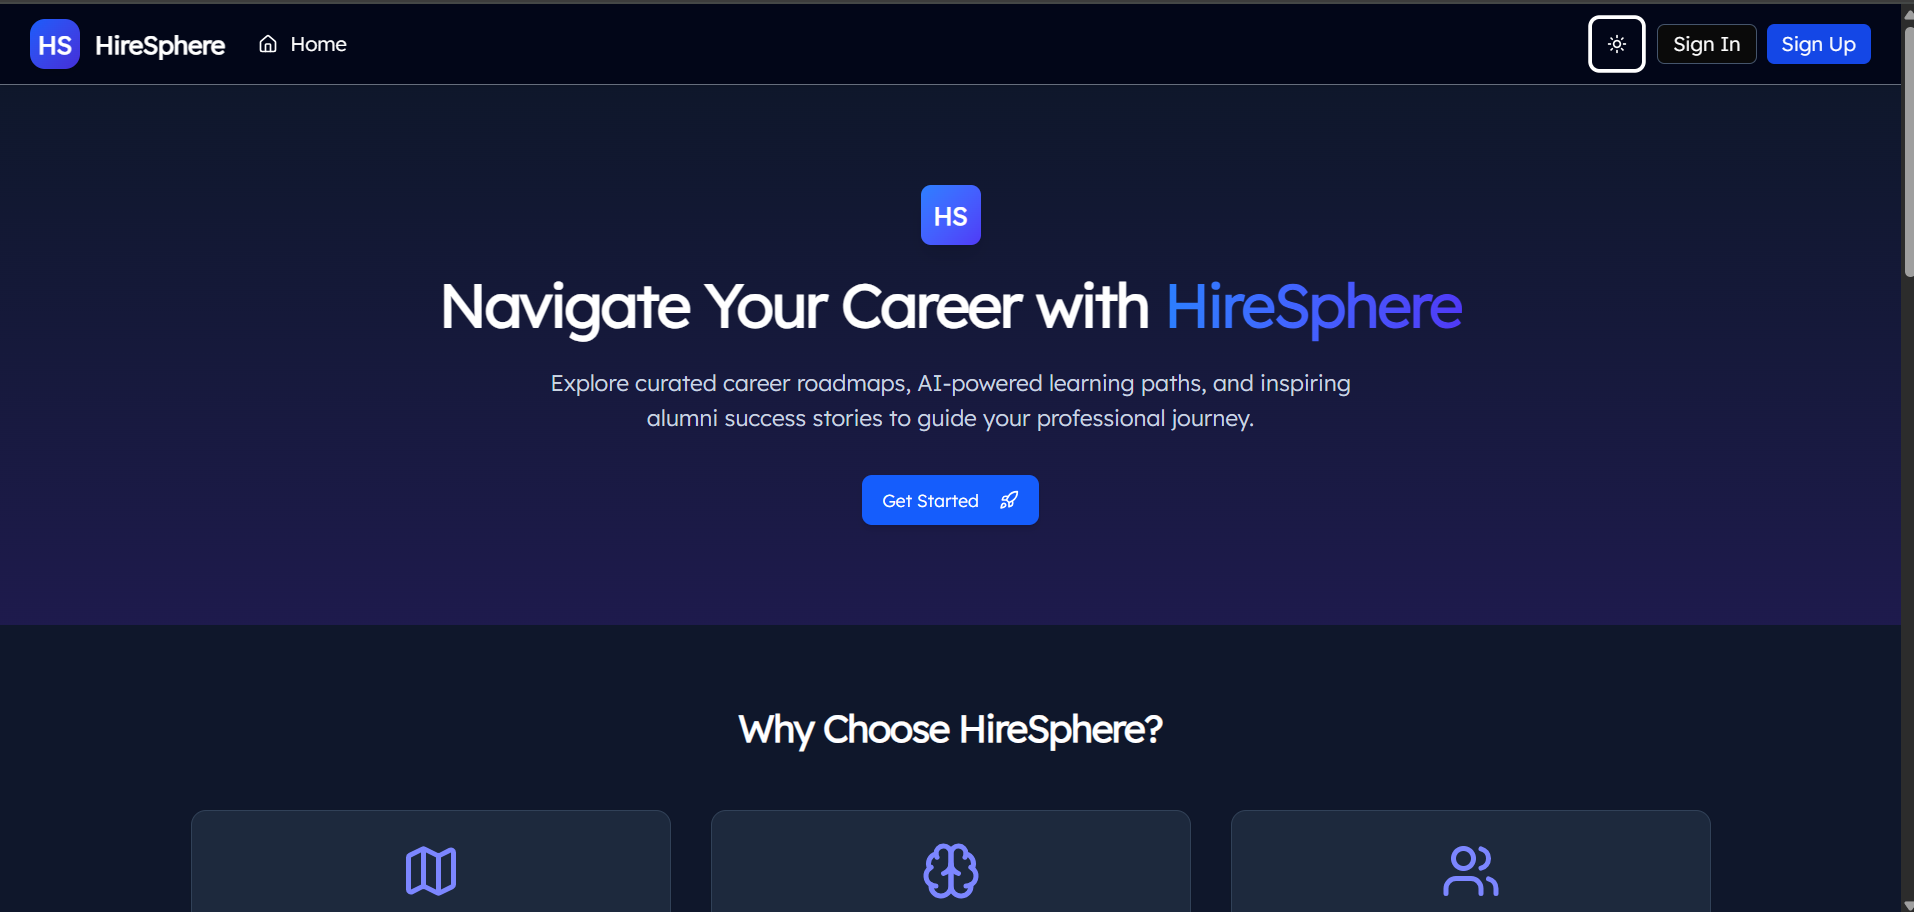 HS HireSphere Home Sign In Sign Up
HS
Navigate Your Career with HireSphere
Explore curated career roadmaps, AI-powered learning paths, and inspiring
alumni success stories to guide your professional journey.
Get Started
Why Choose HireSphere?